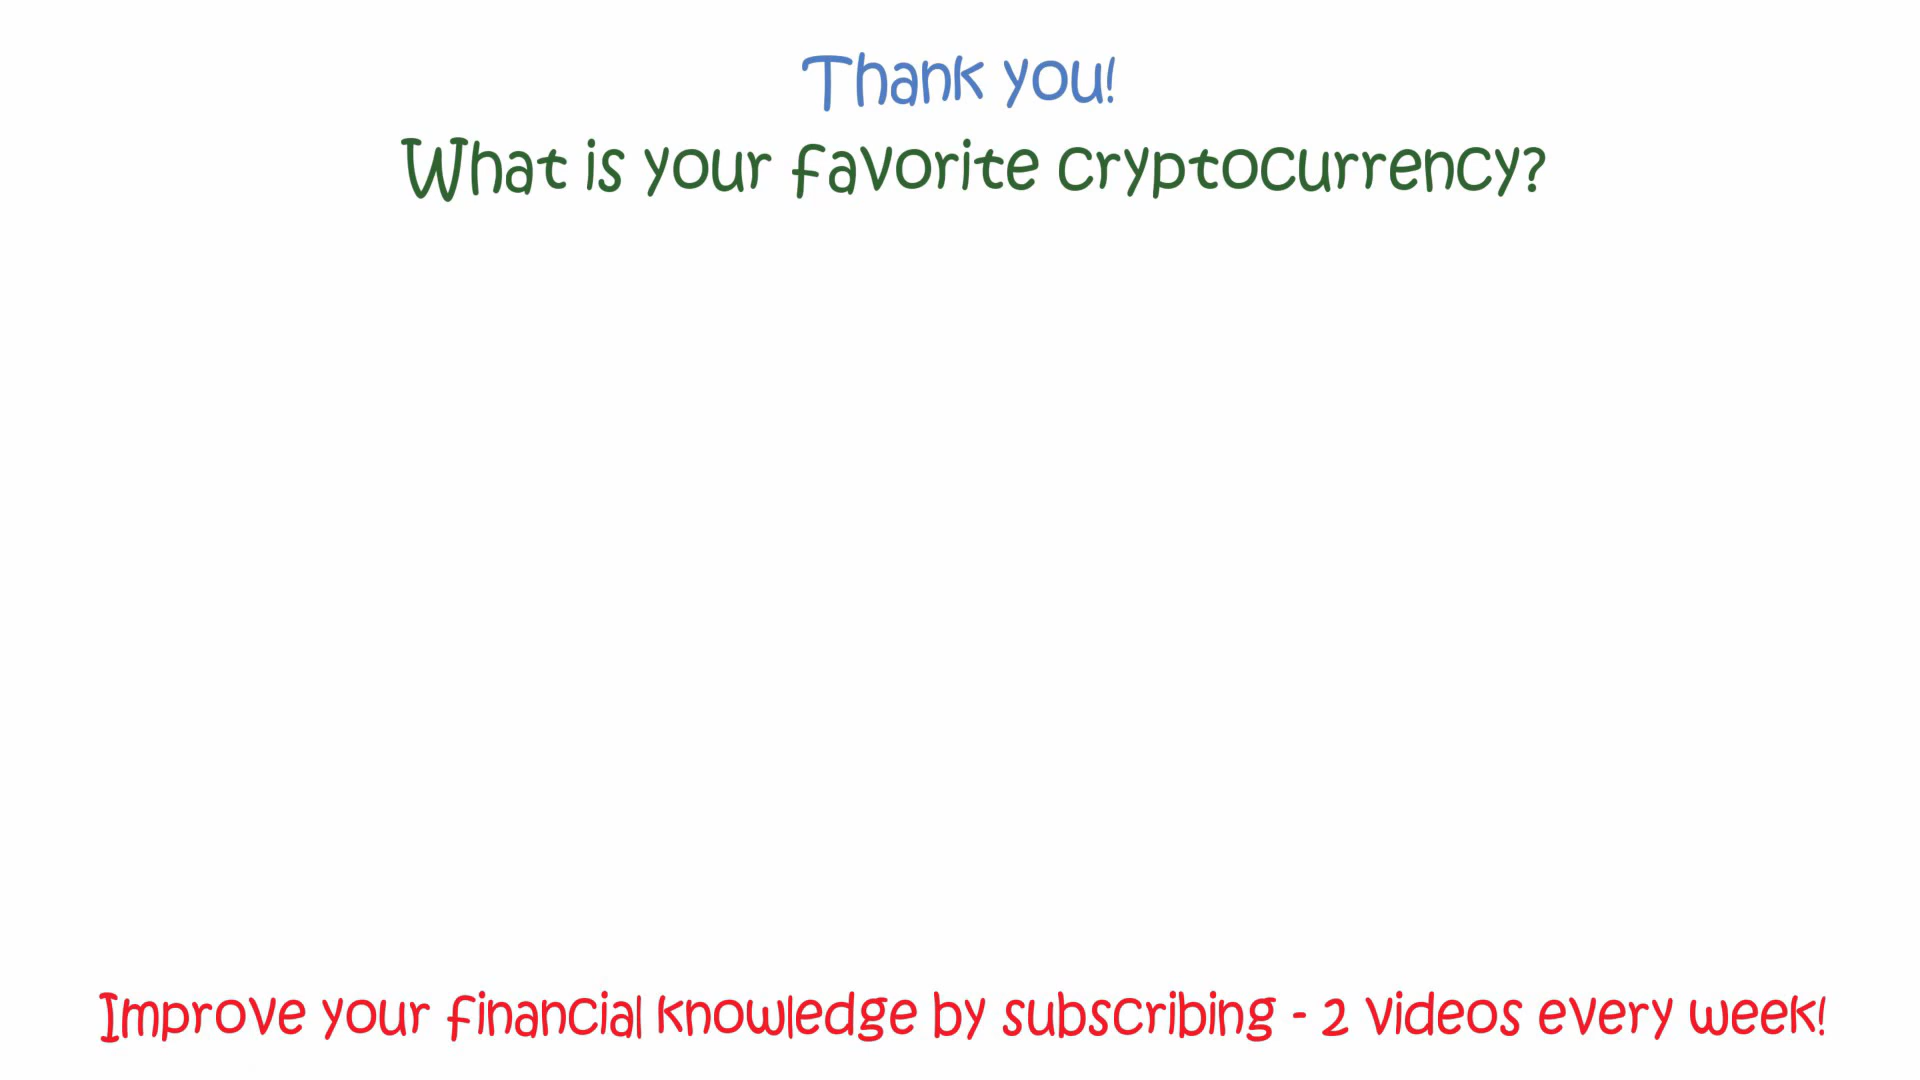 Thank you!
What is your favorite cryptocurrency?
Improve your financial knowledge by subscribing - 2 videos every week!